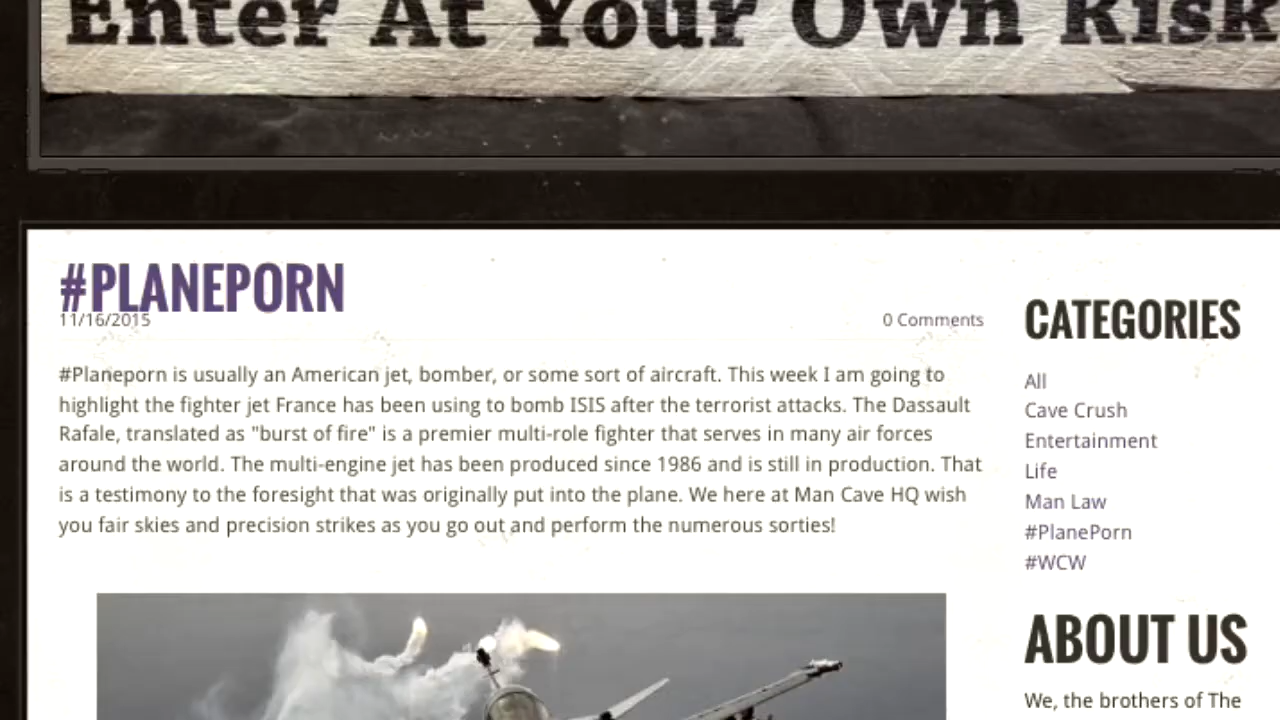 Enter At Your Own Risk
#PLANEPORN
11/16/2015
0 Comments
#Planeporn is usually an American jet, bomber, or some sort of aircraft. This week I am going to
highlight the fighter jet France has been using to bomb ISIS after the terrorist attacks. The Dassault
Rafale, translated as "burst of fire" is a premier multi-role fighter that serves in many air forces
around the world. The multi-engine jet has been produced since 1986 and is still in production. That
is a testimony to the foresight that was originally put into the plane. We here at Man Cave HQ wish
you fair skies and precision strikes as you go out and perform the numerous sorties!
CATEGORIES
All
Cave Crush
Entertainment
Life
Man Law
#PlanePorn
#WCW
ABOUT US
We, the brothers of The